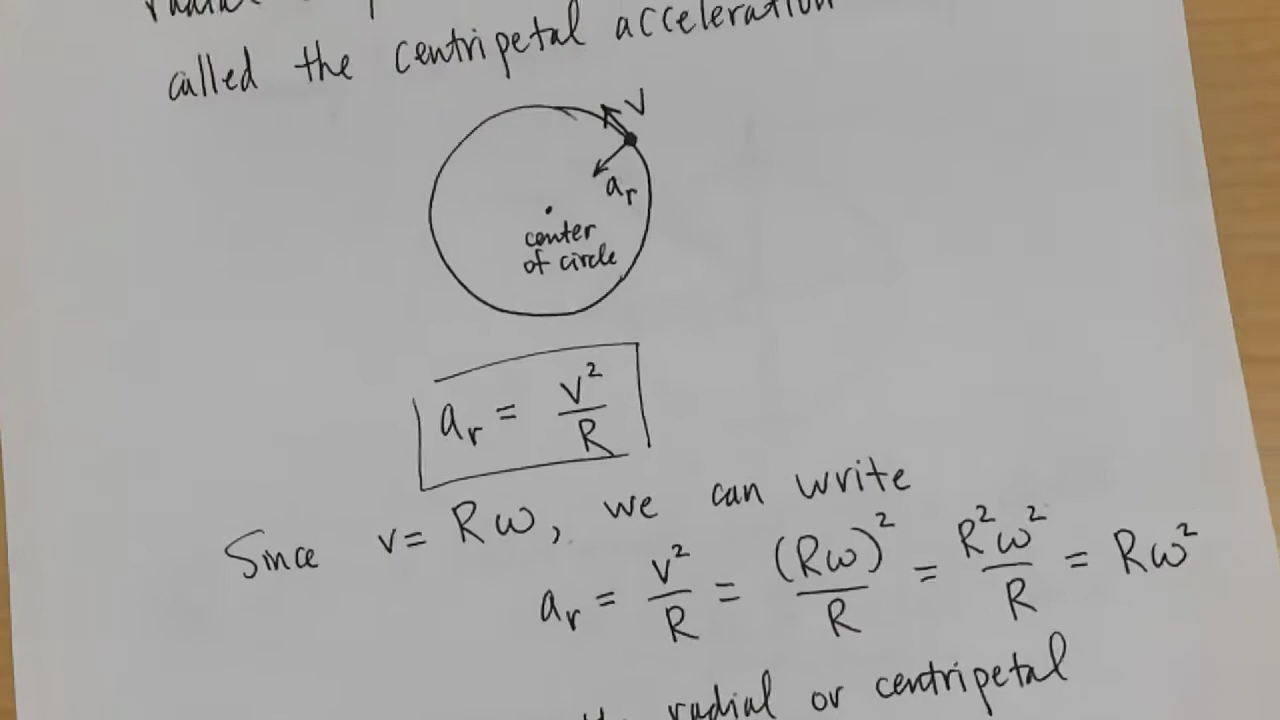 called the centripetal acceleration
V
a_r
center
of circle
a_r = V²/R
Since v = Rω, we can write
a_r = V²/R = (Rω)²/R = R²ω²/R = Rω²
radial or centripetal